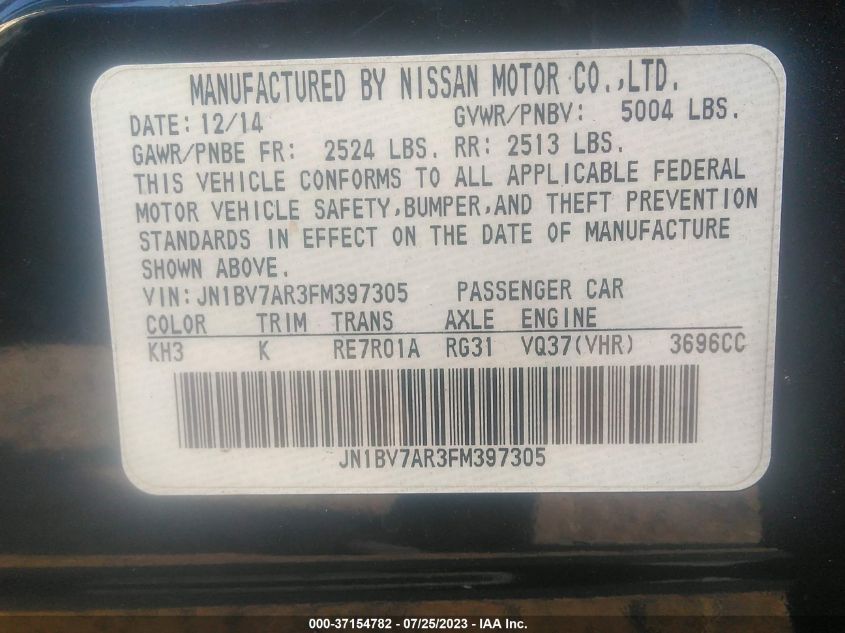 MANUFACTURED BY NISSAN MOTOR CO.,LTD.
DATE: 12/14 GVWR/PNBV: 5004 LBS.
GAWR/PNBE FR: 2524 LBS. RR: 2513 LBS.
THIS VEHICLE CONFORMS TO ALL APPLICABLE FEDERAL
MOTOR VEHICLE SAFETY,BUMPER,AND THEFT PREVENTION
STANDARDS IN EFFECT ON THE DATE OF MANUFACTURE
SHOWN ABOVE.
VIN:JN1BV7AR3FM397305 PASSENGER CAR
COLOR TRIM TRANS AXLE ENGINE
KH3 K RE7R01A RG31 VQ37(VHR) 3696CC
JN1BV7AR3FM397305
000-37154782 - 07/25/2023 - IAA Inc.